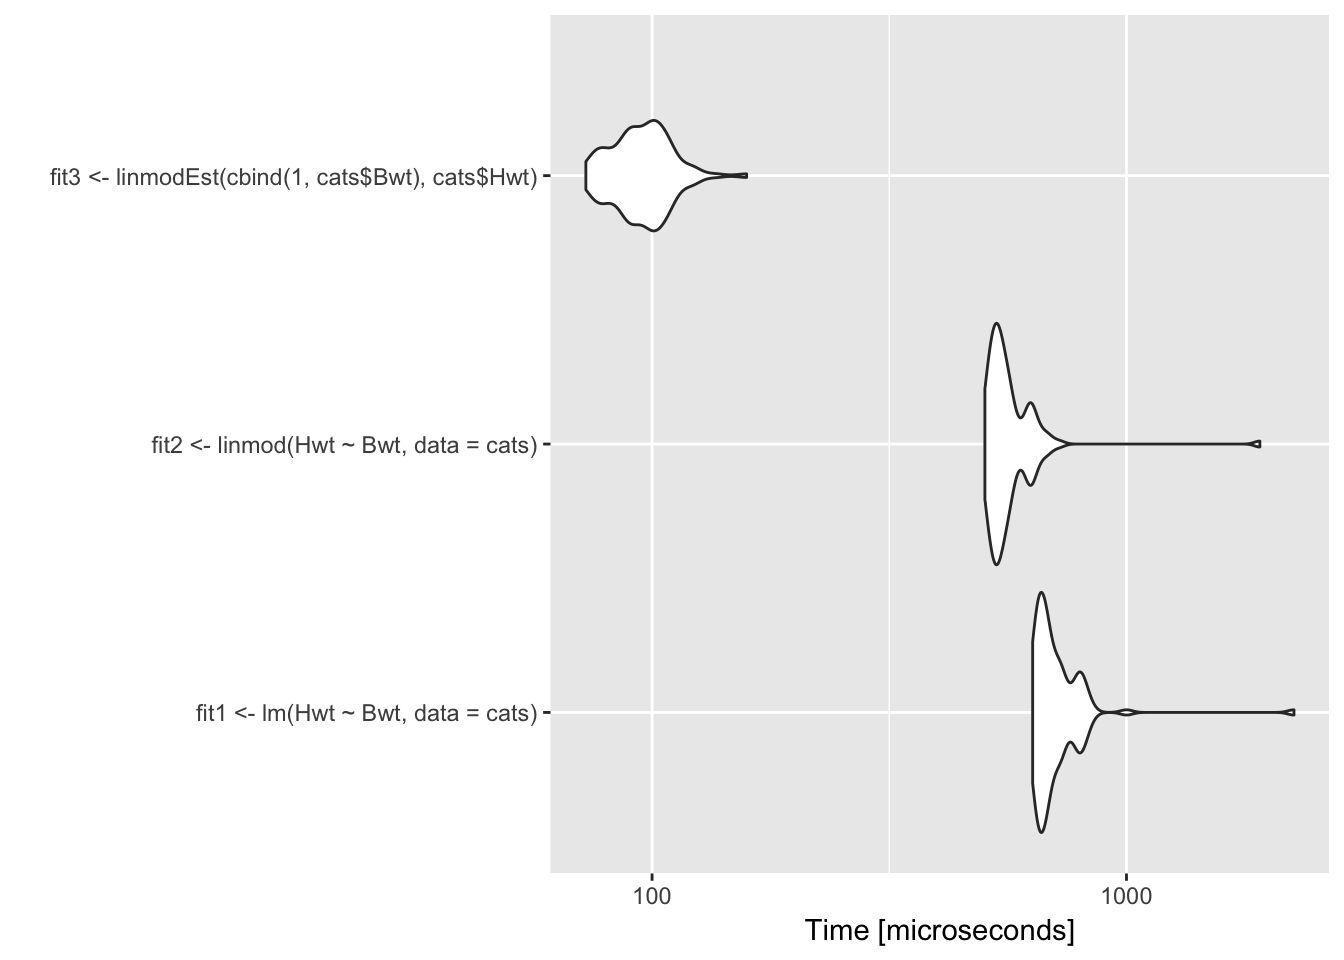 fit3 <- linmodEst(cbind(1, cats$Bwt), cats$Hwt)
fit2 <- linmod(Hwt ~ Bwt, data = cats)
fit1 <- lm(Hwt ~ Bwt, data = cats)
100 1000
Time [microseconds]